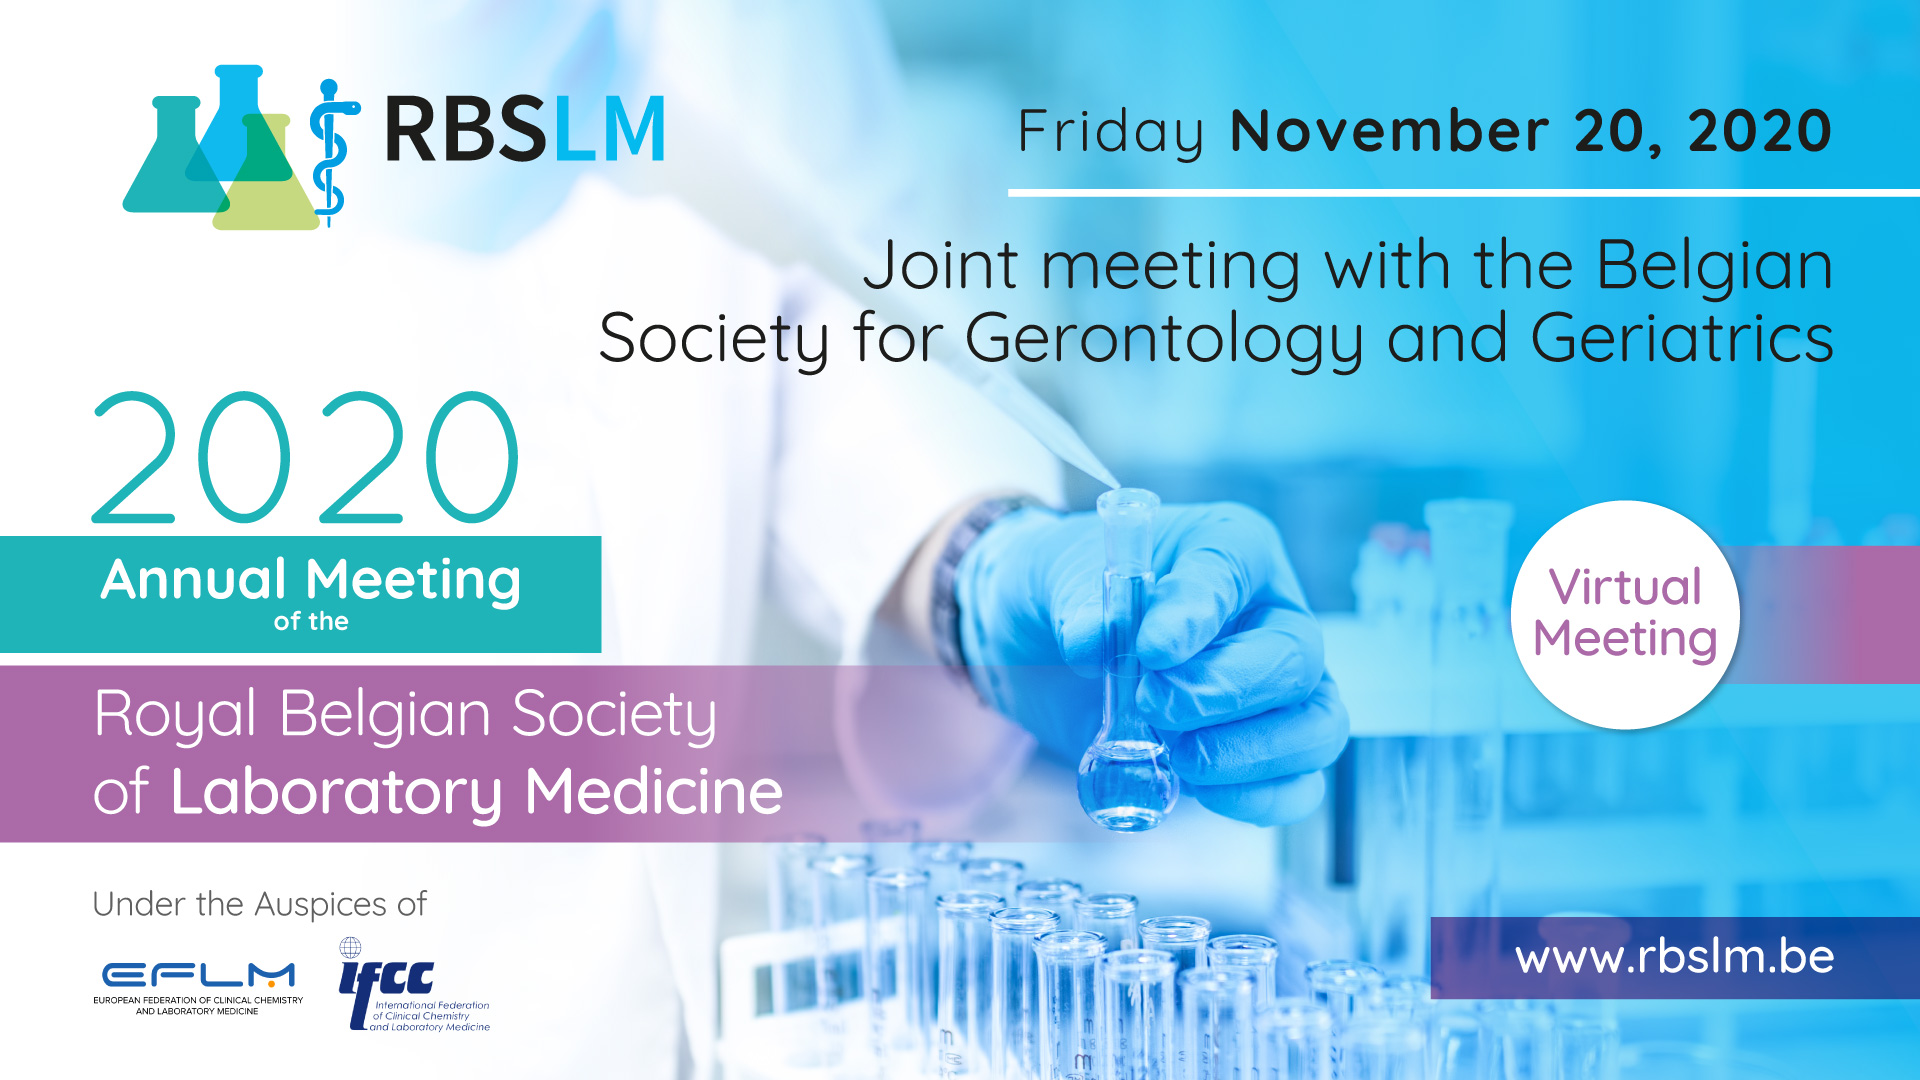 RBSLM
Friday November 20, 2020
Joint meeting with the Belgian
Society for Gerontology and Geriatrics
2020
Annual Meeting
of the
Royal Belgian Society
of Laboratory Medicine
Virtual
Meeting
Under the Auspices of
EFLM
EUROPEAN FEDERATION OF CLINICAL CHEMISTRY
AND LABORATORY MEDICINE
ifcc
International Federation
of Clinical Chemistry
and Laboratory Medicine
www.rbslm.be